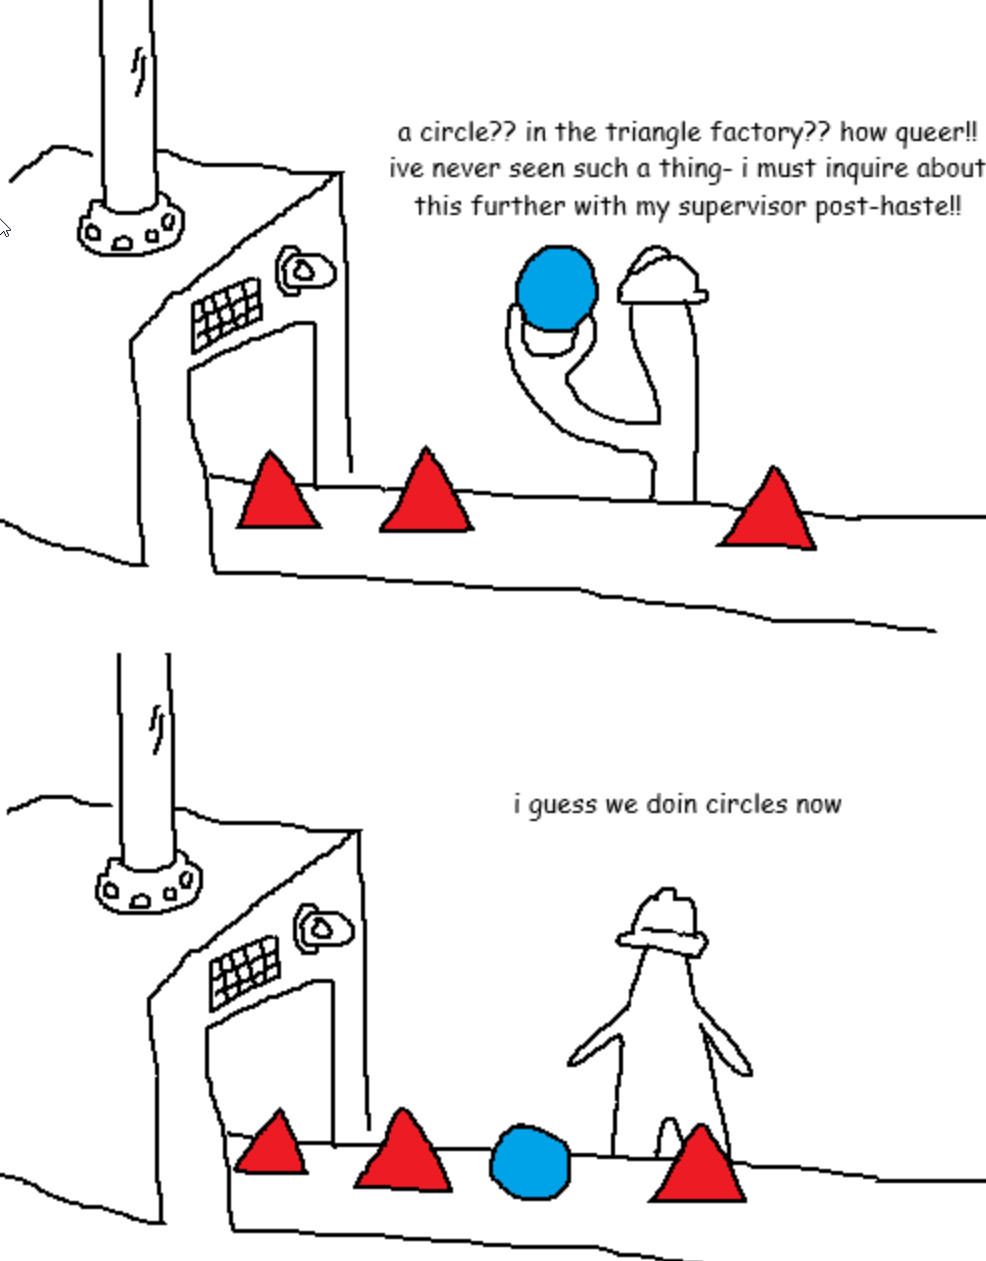 a circle?? in the triangle factory?? how queer!!
ive never seen such a thing- i must inquire about
this further with my supervisor post-haste!!
i guess we doin circles now